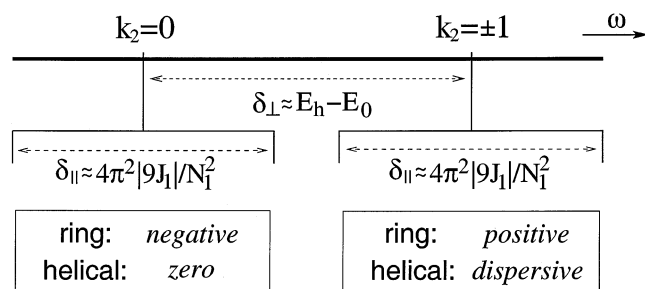 k₂=0 k₂=±1 ω
δ⊥≈E_h−E₀
δ∥≈4π²|9J₁|/N₁² δ∥≈4π²|9J₁|/N₁²
ring: negative ring: positive
helical: zero helical: dispersive